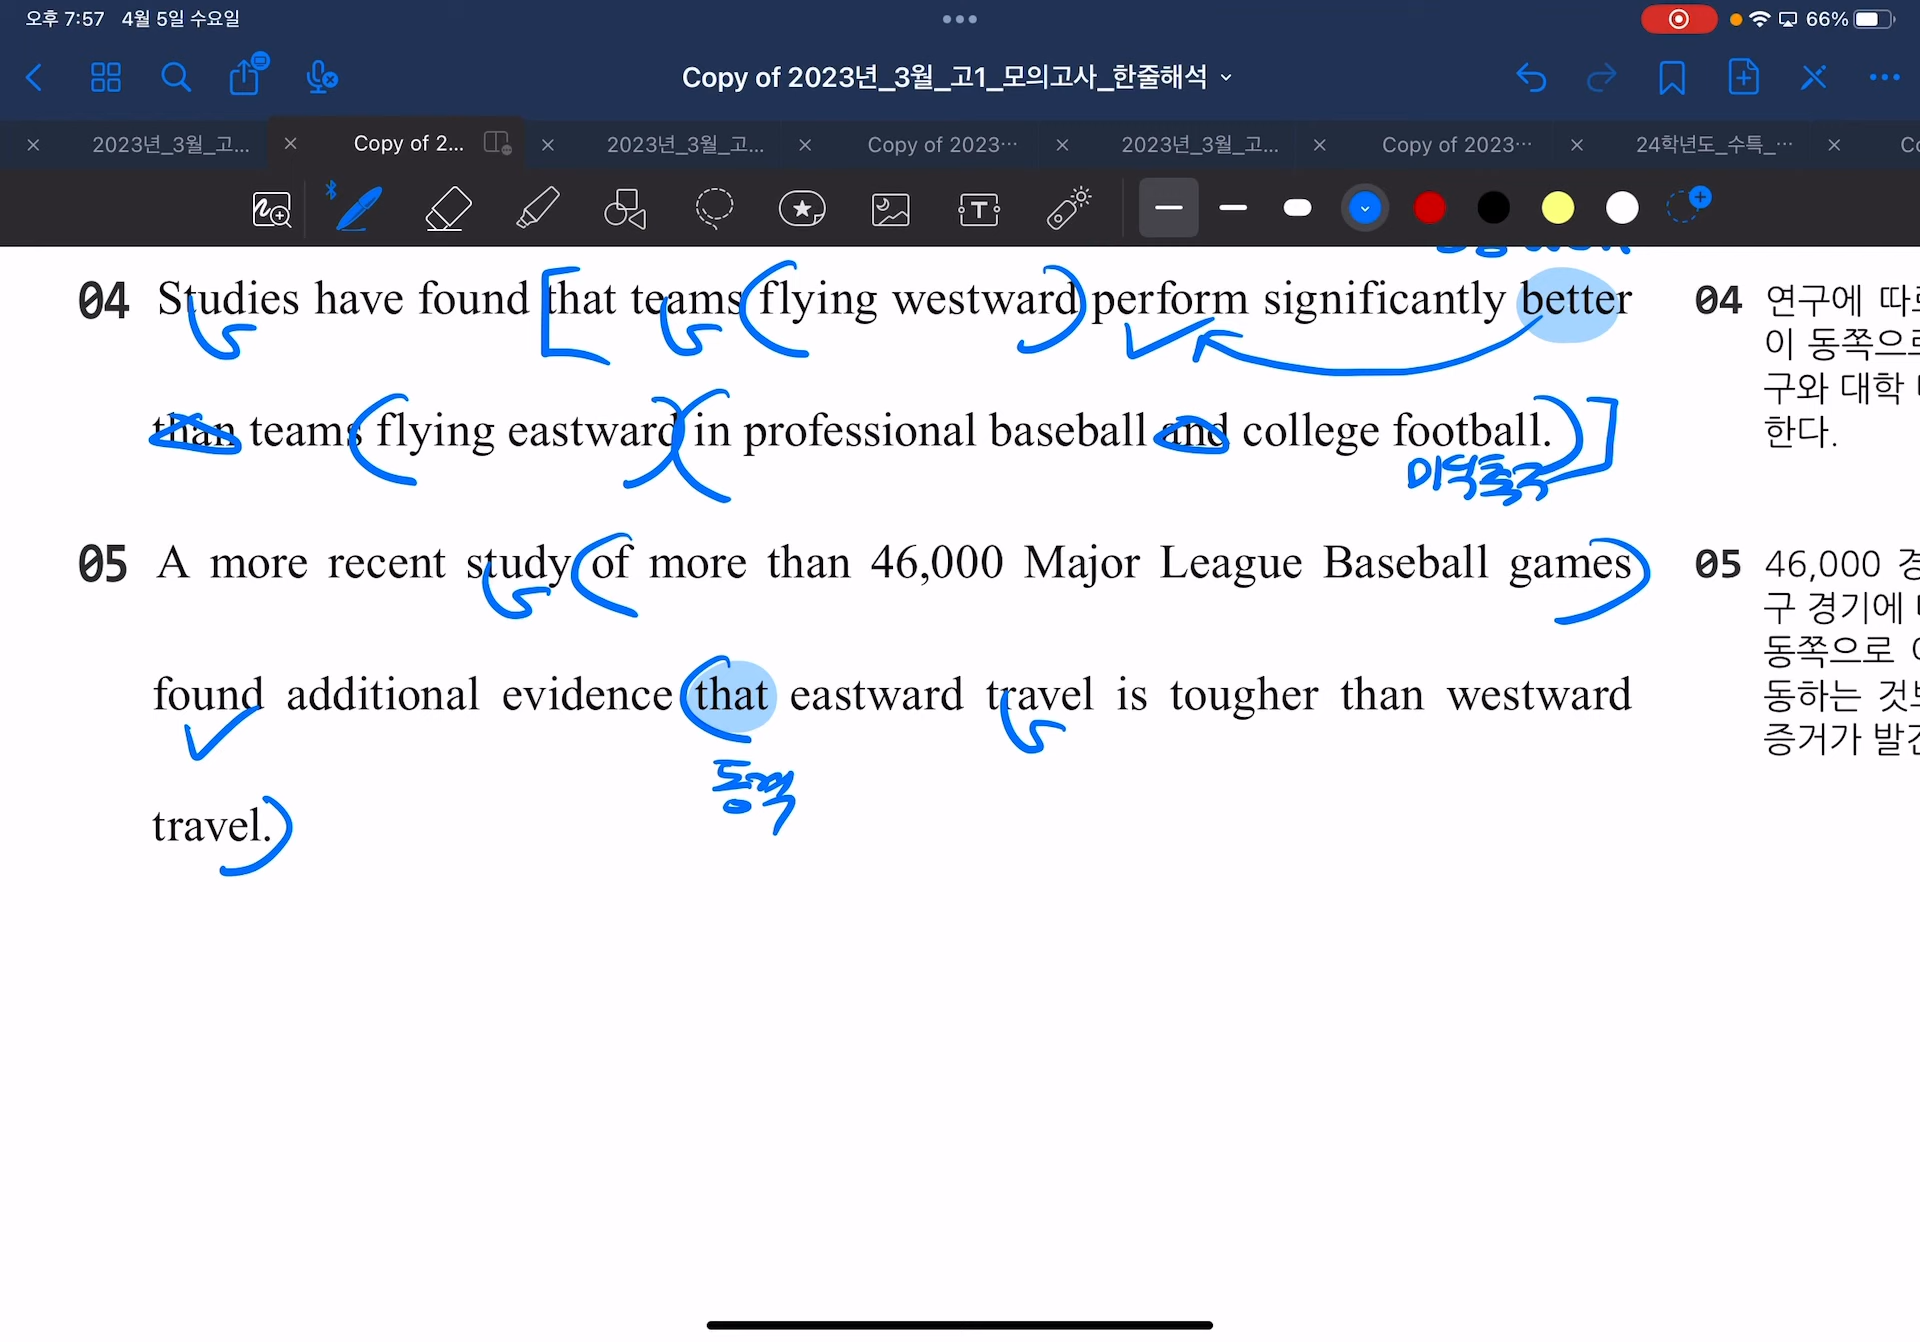 오후 7:57 4월 5일 수요일
66%
Copy of 2023년_3월_고1_모의고사_한줄해석
2023년_3월_고...
Copy of 2...
2023년_3월_고...
Copy of 2023...
2023년_3월_고...
Copy of 2023...
24학년도_수특_...
04 Studies have found that teams flying westward perform significantly better
than teams flying eastward in professional baseball and college football.
미식축구
05 A more recent study of more than 46,000 Major League Baseball games
found additional evidence that eastward travel is tougher than westward
동격
travel.
S
S
S
S
04 연구에
이 동쪽으로
구와 대학
한다.
05 46,000
구 경기에
동쪽으로
동하는
증거가